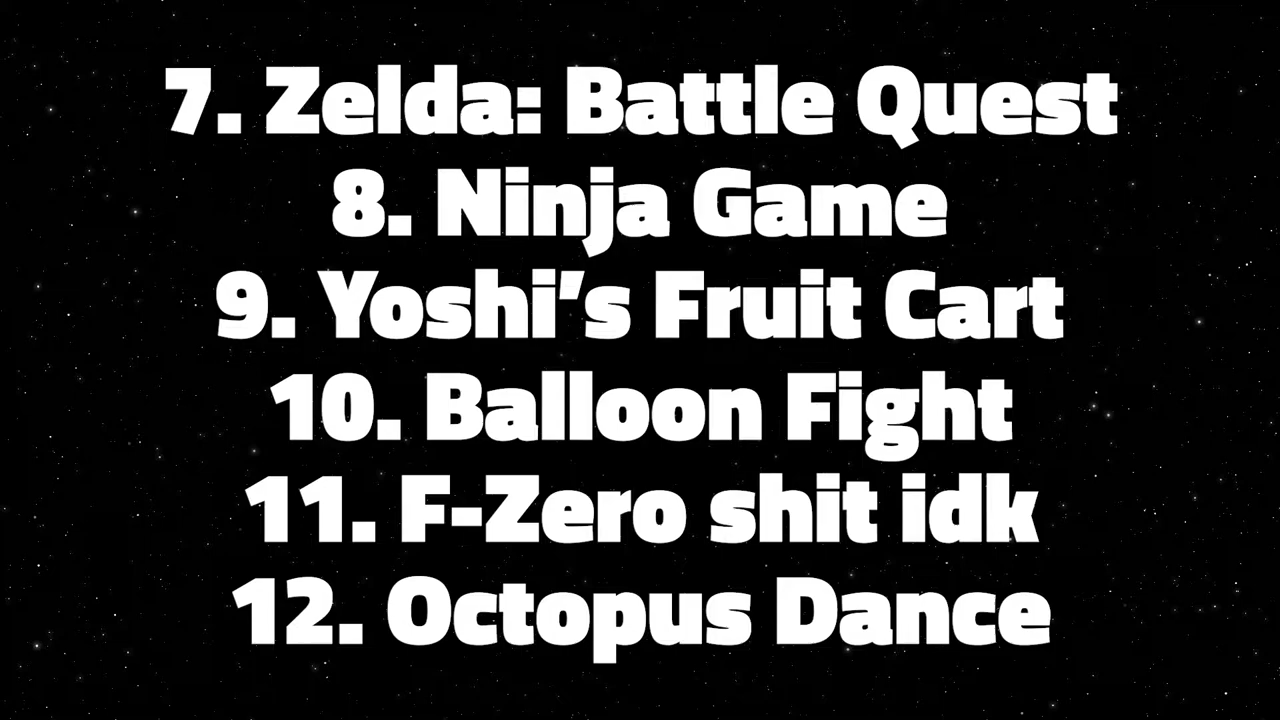 7. Zelda: Battle Quest
8. Ninja Game
9. Yoshi’s Fruit Cart
10. Balloon Fight
11. F-Zero shit idk
12. Octopus Dance